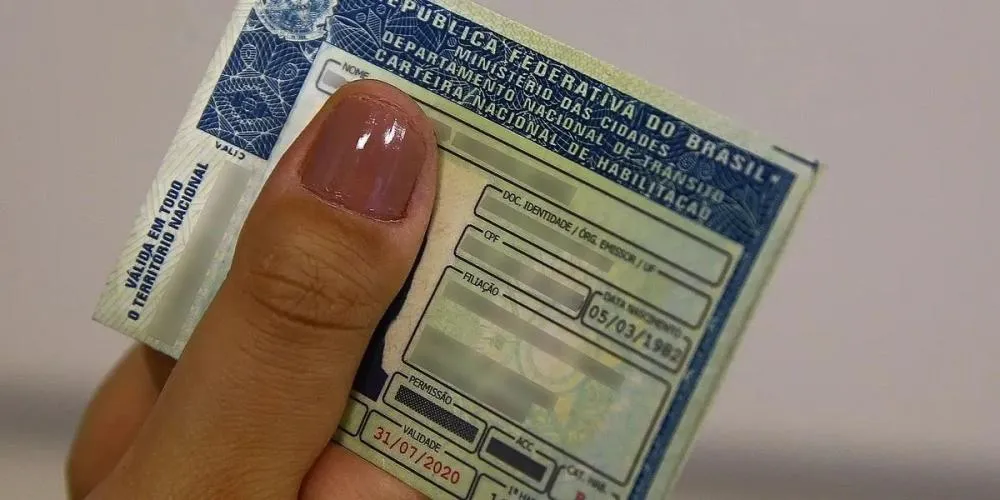 REPÚBLICA FEDERATIVA DO BRASIL
MINISTÉRIO DAS CIDADES
DEPARTAMENTO NACIONAL DE TRÂNSITO
CARTEIRA NACIONAL DE HABILITAÇÃO
VÁLIDA EM TODO
O TERRITÓRIO NACIONAL
NOME
DOC. IDENTIDADE / ÓRG. EMISSOR / UF
CPF
DATA NASCIMENTO
05/03/1982
FILIAÇÃO
PERMISSÃO
ACC
CAT. HAB.
B
VALIDADE
31/07/2020